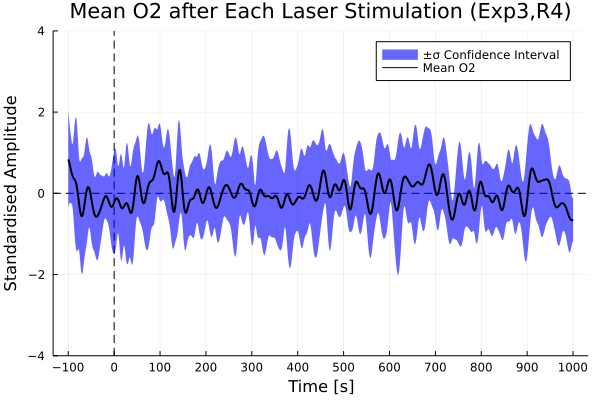 Mean O2 after Each Laser Stimulation (Exp3,R4)
±σ Confidence Interval
Mean O2
Standardised Amplitude
4
2
0
−2
−4
−100 0 100 200 300 400 500 600 700 800 900 1000
Time [s]